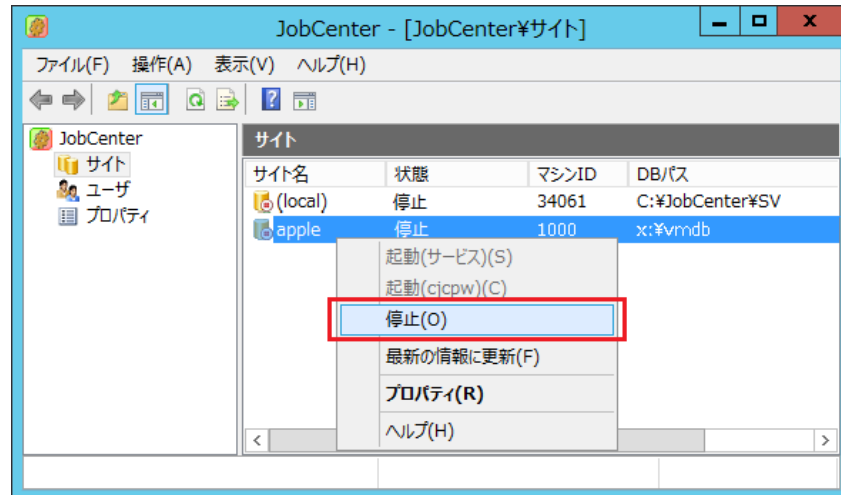 JobCenter - [JobCenter¥サイト]
ファイル(F) 操作(A) 表示(V) ヘルプ(H)
JobCenter
サイト
ユーザ
プロパティ
サイト
サイト名 状態 マシンID DBパス
(local) 停止 34061 C:¥JobCenter¥SV
apple 停止 1000 x:¥vmdb
起動(サービス)(S)
起動(cjcpw)(C)
停止(O)
最新の情報に更新(F)
プロパティ(R)
ヘルプ(H)